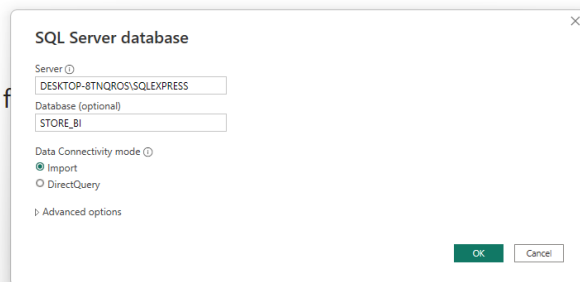 SQL Server database
Server
DESKTOP-8TNQROS\SQLEXPRESS
Database (optional)
STORE_BI
Data Connectivity mode
Import
DirectQuery
Advanced options
OK Cancel